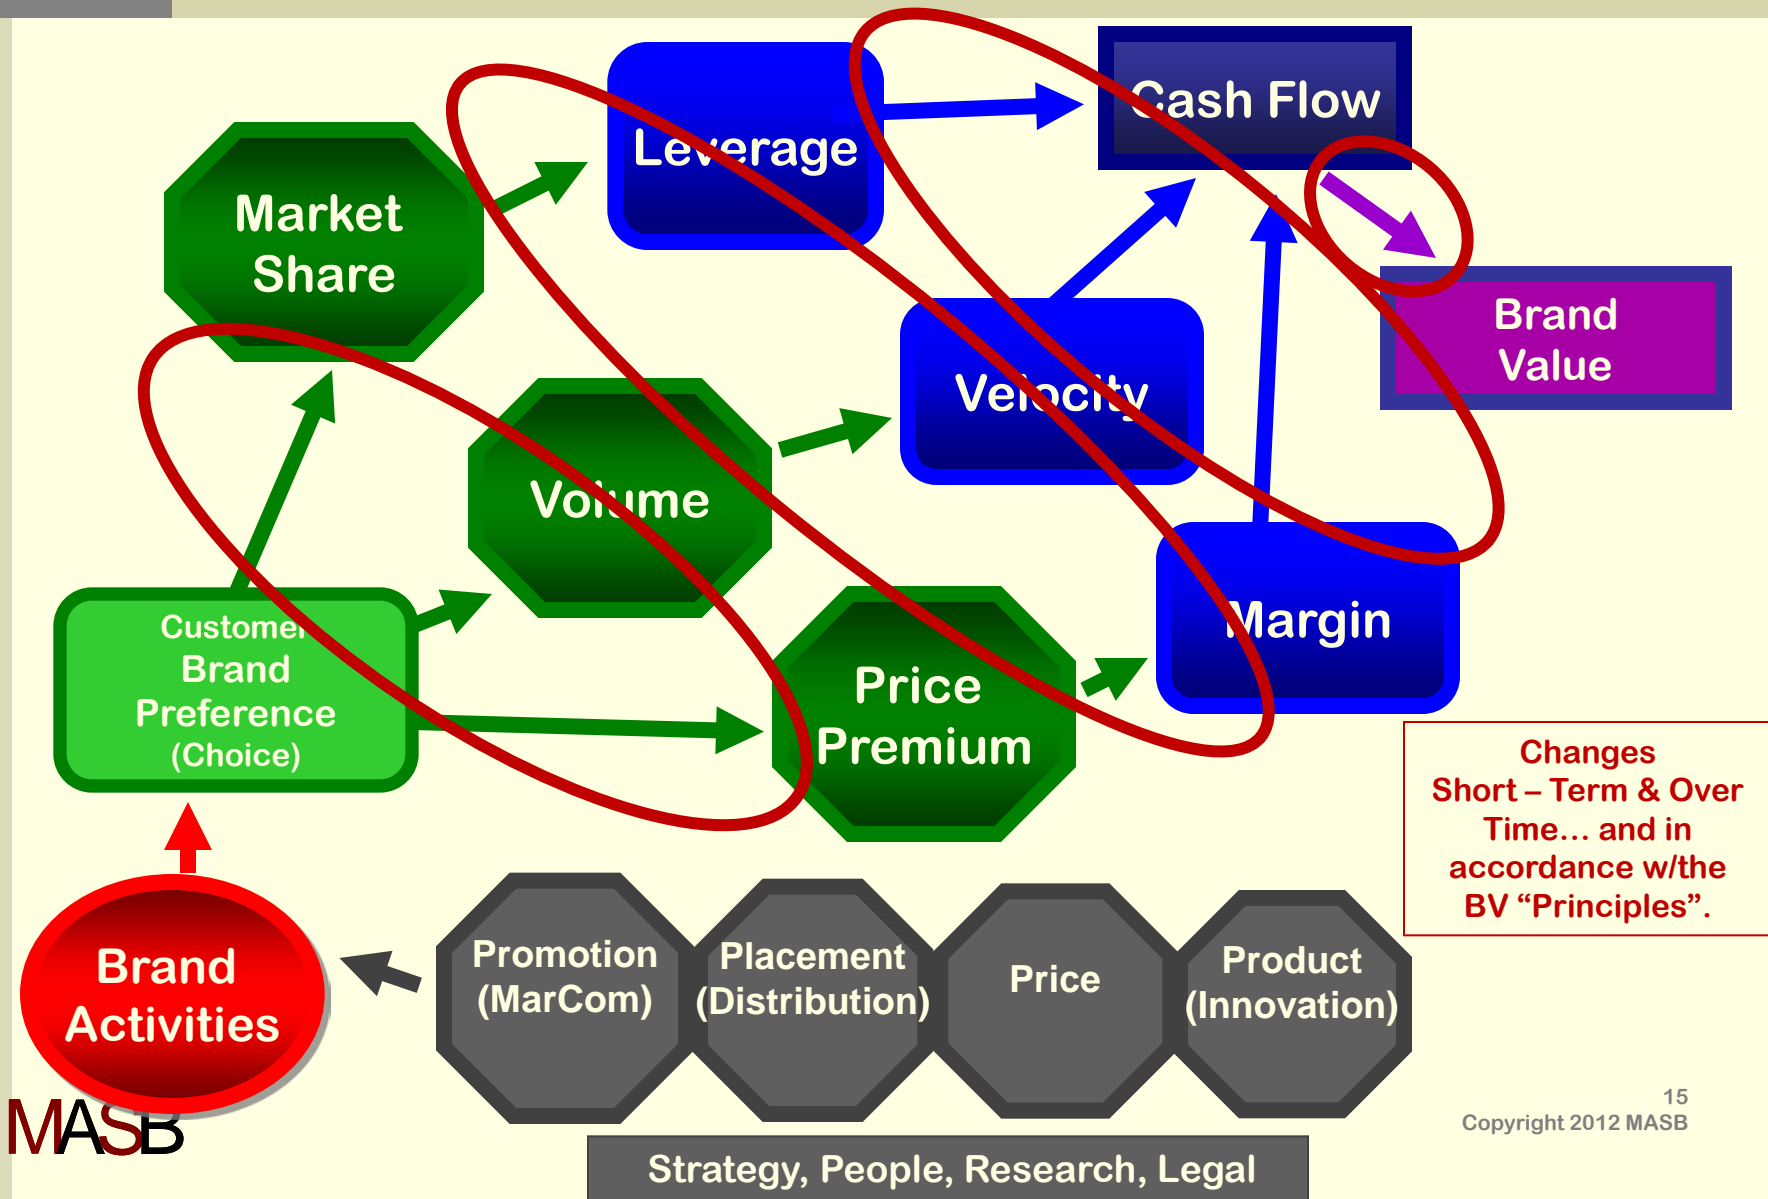 Cash Flow
Leverage
Market
Share
Brand
Value
Velocity
Volume
Customer
Brand
Preference
(Choice)
Margin
Price
Premium
Changes
Short – Term & Over
Time… and in
accordance w/the
BV “Principles”.
Brand
Activities
Promotion
(MarCom)
Placement
(Distribution)
Price
Product
(Innovation)
MASB
15
Copyright 2012 MASB
Strategy, People, Research, Legal